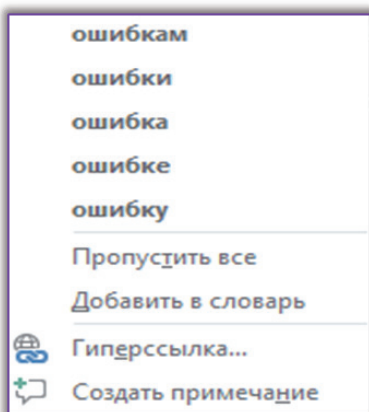 ошибкам
ошибки
ошибка
ошибке
ошибку
Пропустить все
Добавить в словарь
Гиперссылка...
Создать примечание